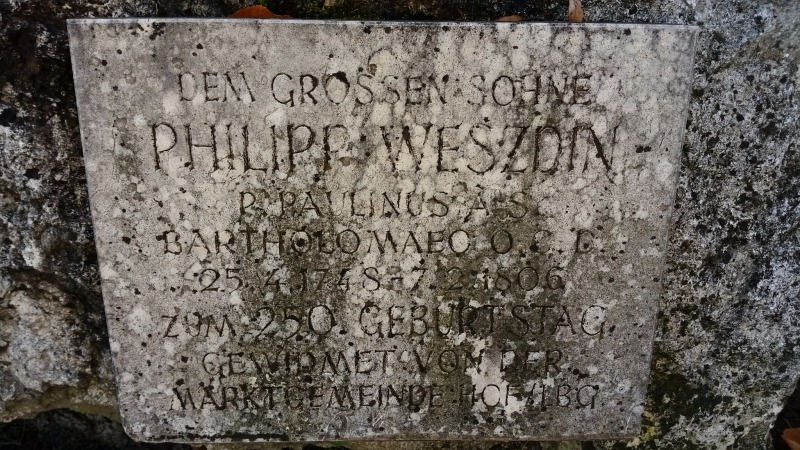 DEM GROSSEN SOHNE
PHILIPP WESZDIN
P. PAULINUS A S.
BARTHOLOMAEO O. C. D.
25. 4. 1748-7. 2. 1806
ZUM 250. GEBURTSTAG
GEWIDMET VON DER
MARKTGEMEINDE HOF/LBG